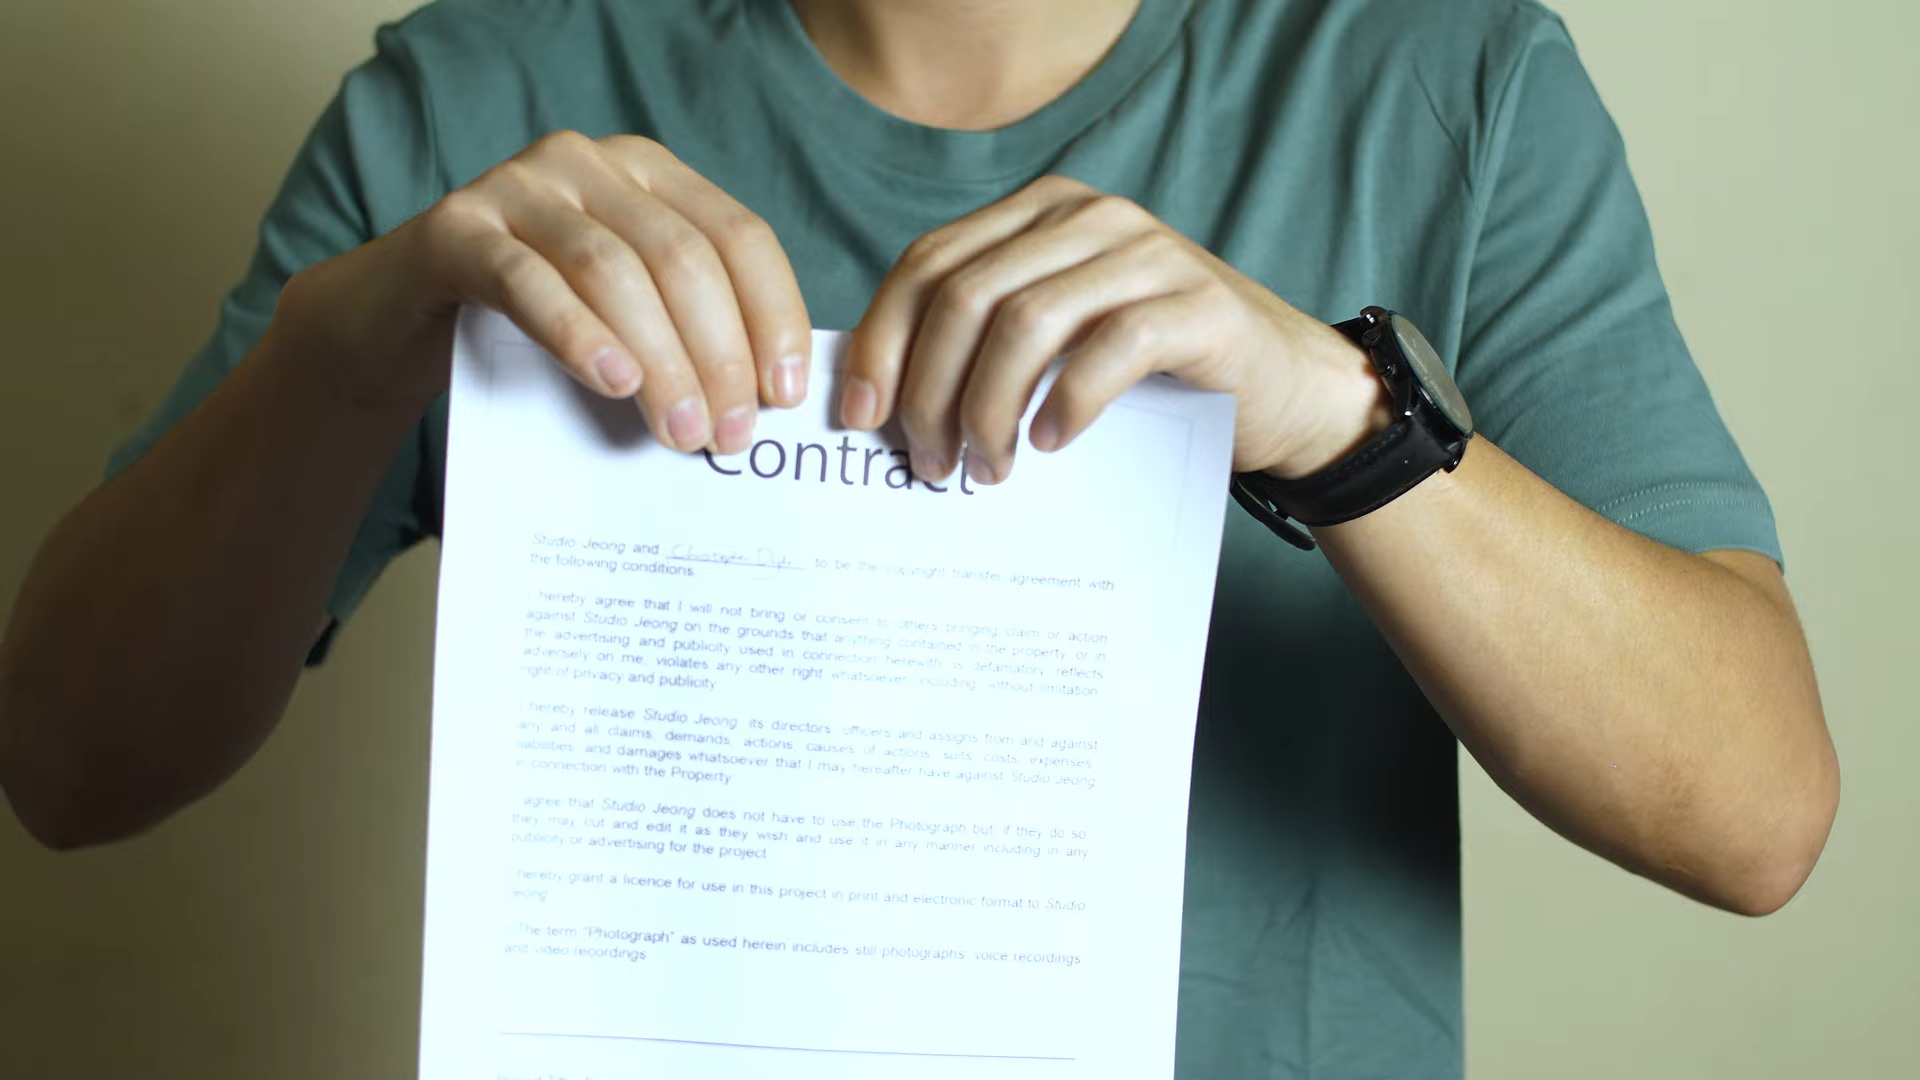 Contract
Studio Jeong and to be the copyright transfer agreement with
the following conditions.
I hereby agree that I will not bring or consent to others bringing claim or action
against Studio Jeong on the grounds that anything contained in the property, or in
the advertising and publicity used in connection herewith, is defamatory, reflects
adversely on me, violates any other right whatsoever, including, without limitation,
right of privacy and publicity.
I hereby release Studio Jeong, its directors, officers and assigns from and against
any and all claims, demands, actions, causes of actions, suits, costs, expenses,
liabilities, and damages whatsoever that I may hereafter have against Studio Jeong
in connection with the Property.
I agree that Studio Jeong does not have to use the Photograph but, if they do so,
they may cut and edit it as they wish and use it in any manner including in any
publicity or advertising for the project.
I hereby grant a licence for use in this project in print and electronic format to Studio
Jeong.
The term "Photograph" as used herein includes still photographs, voice recordings
and video recordings.